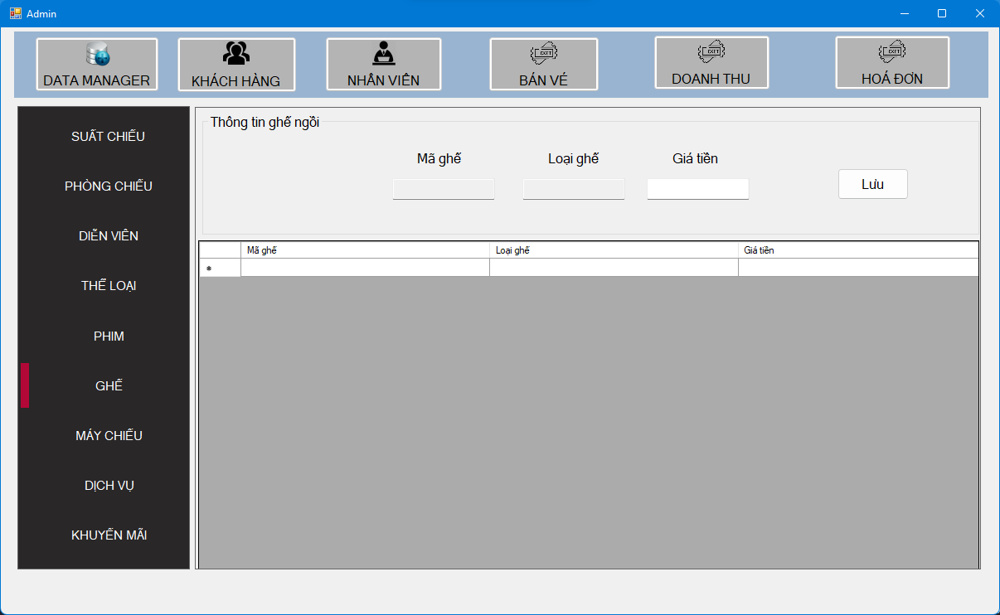 Admin
DATA MANAGER
KHÁCH HÀNG
NHÂN VIÊN
BÁN VÉ
DOANH THU
HOÁ ĐƠN
SUẤT CHIẾU
PHÒNG CHIẾU
DIỄN VIÊN
THỂ LOẠI
PHIM
GHẾ
MÁY CHIẾU
DỊCH VỤ
KHUYẾN MÃI
Thông tin ghế ngồi
Mã ghế
Loại ghế
Giá tiền
Lưu
Mã ghế Loại ghế Giá tiền